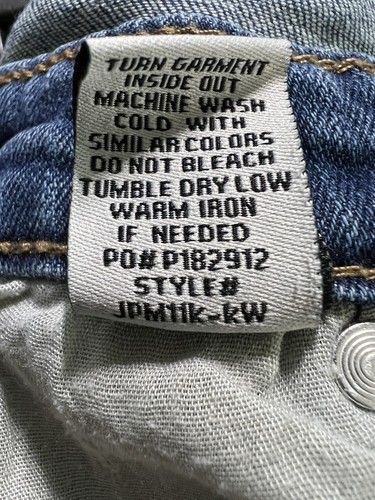 TURN GARMENT
INSIDE OUT
MACHINE WASH
COLD WITH
SIMILAR COLORS
DO NOT BLEACH
TUMBLE DRY LOW
WARM IRON
IF NEEDED
PO# P182912
STYLE#
JPM11K-RW